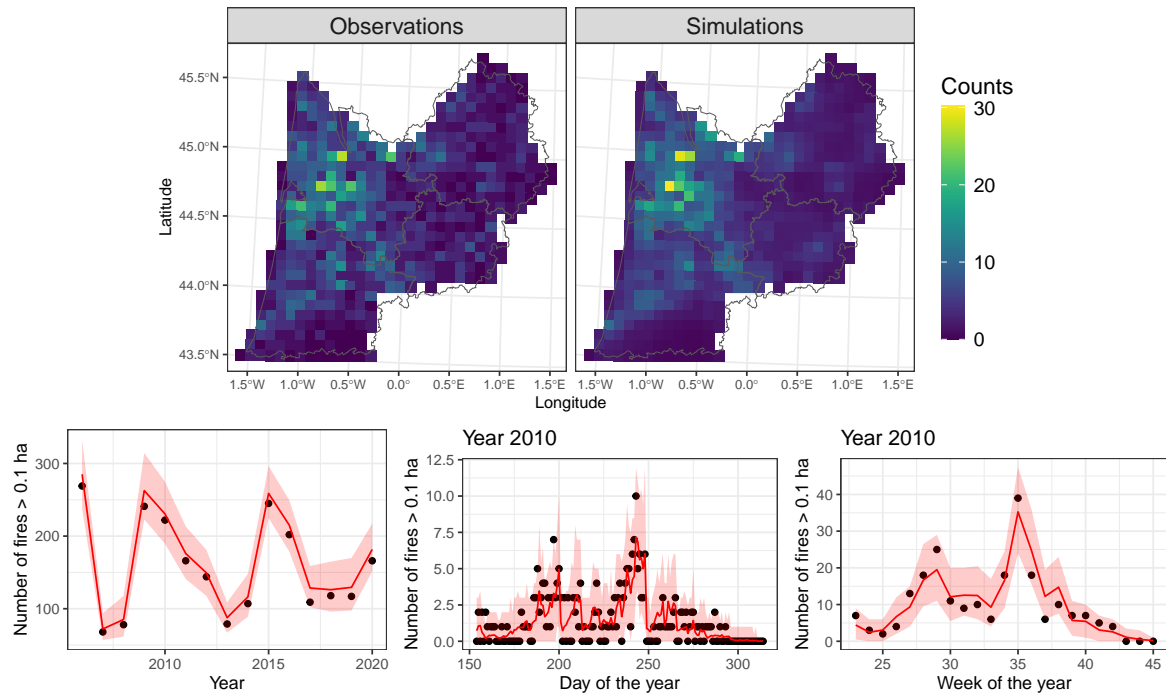 Observations Simulations
Counts
30
20
10
0
45.5°N
45.0°N
44.5°N
44.0°N
43.5°N
Latitude
1.5°W 1.0°W 0.5°W 0.0° 0.5°E 1.0°E 1.5°E 1.5°W 1.0°W 0.5°W 0.0° 0.5°E 1.0°E 1.5°E
Longitude
Number of fires > 0.1 ha
300
200
100
2010 2015 2020
Year
Year 2010
Number of fires > 0.1 ha
12.5
10.0
7.5
5.0
2.5
0.0
150 200 250 300
Day of the year
Year 2010
Number of fires > 0.1 ha
40
30
20
10
0
25 30 35 40 45
Week of the year